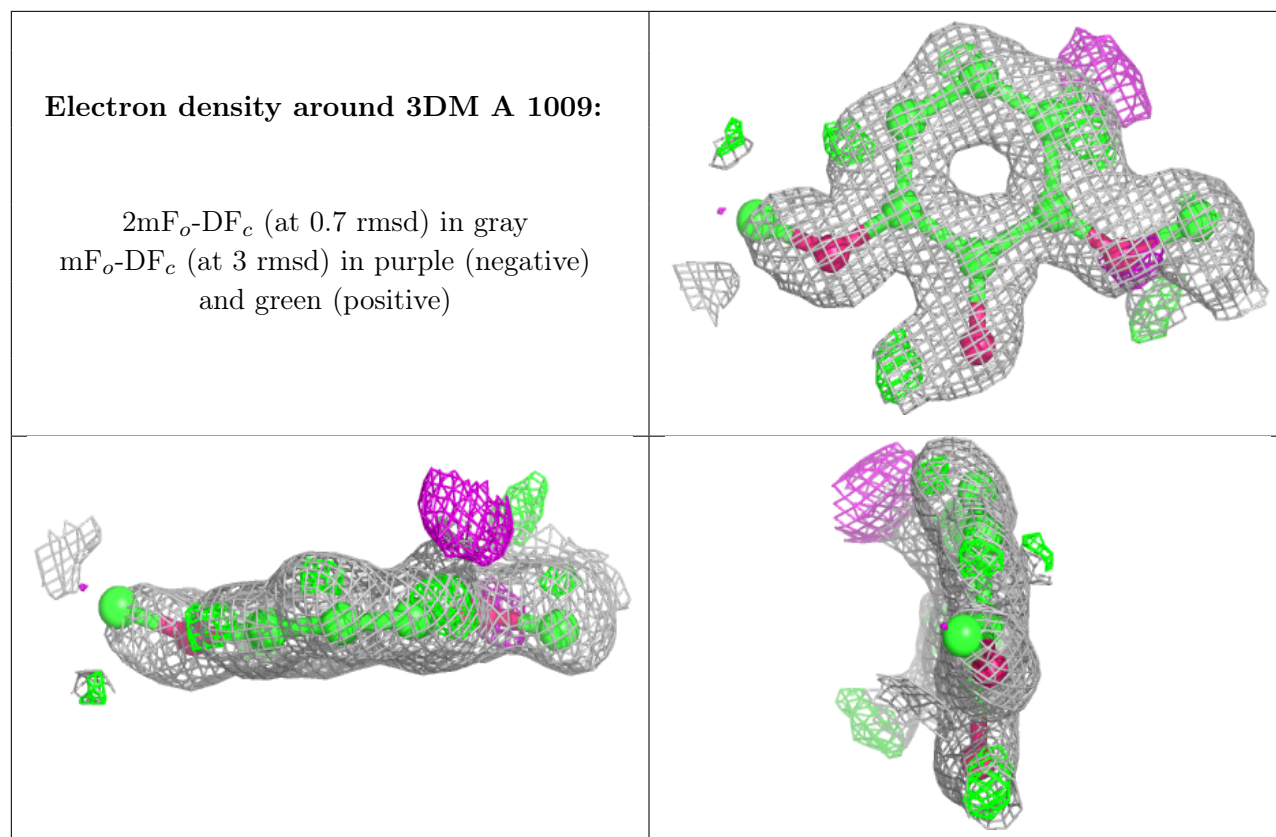 Electron density around 3DM A 1009:
2mFo-DFc (at 0.7 rmsd) in gray
mFo-DFc (at 3 rmsd) in purple (negative)
and green (positive)